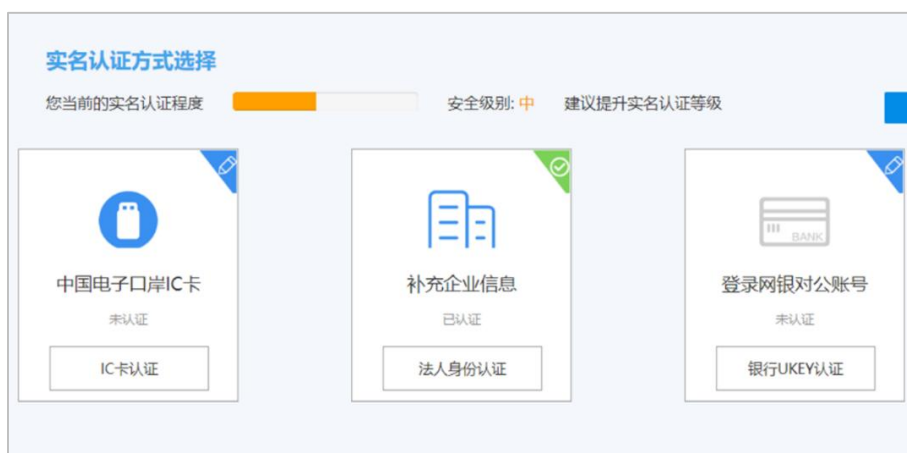 实名认证方式选择
您当前的实名认证程度 安全级别: 中 建议提升实名认证等级
中国电子口岸IC卡
未认证
IC卡认证
补充企业信息
已认证
法人身份认证
BANK
登录网银对公账号
未认证
银行UKEY认证